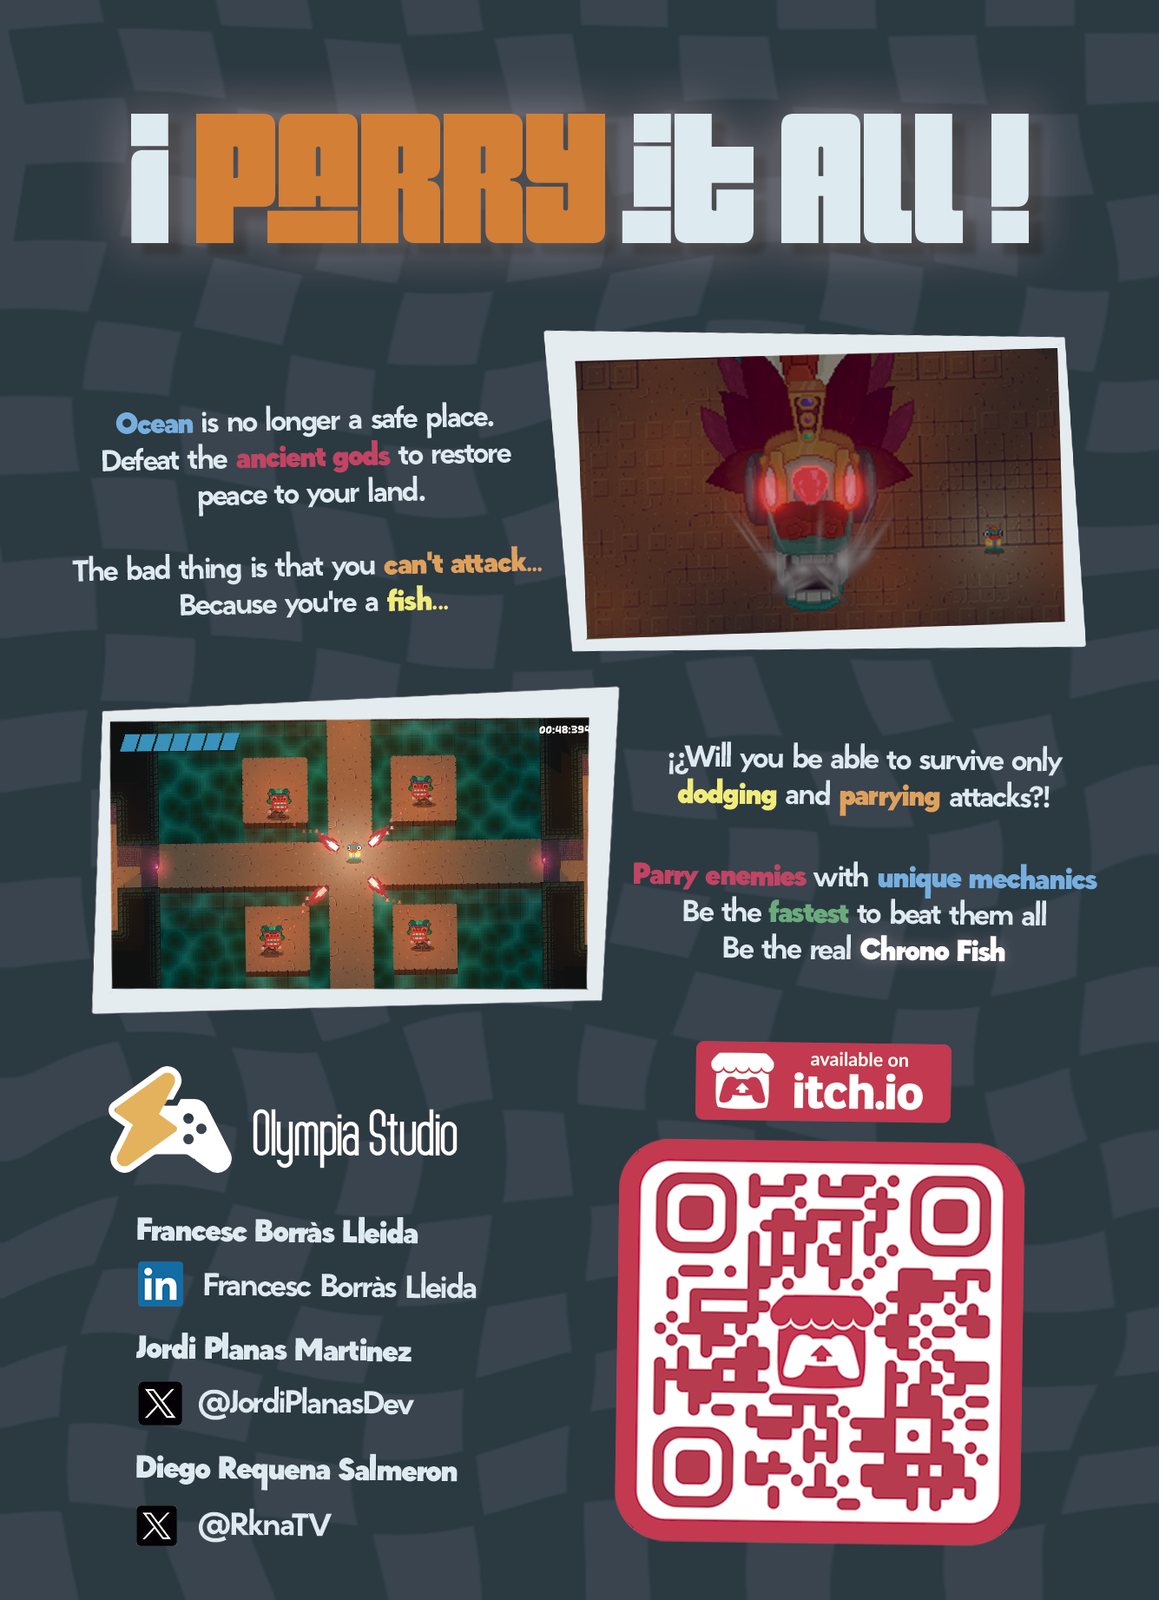 i PARRY it ALL !
Ocean is no longer a safe place.
Defeat the ancient gods to restore
peace to your land.
The bad thing is that you can't attack...
Because you're a fish...
00:48:394
¡¿Will you be able to survive only
dodging and parrying attacks?!
Parry enemies with unique mechanics
Be the fastest to beat them all
Be the real Chrono Fish
available on
itch.io
Olympia Studio
Francesc Borràs Lleida
in Francesc Borràs Lleida
Jordi Planas Martinez
X @JordiPlanasDev
Diego Requena Salmeron
X @RknaTV